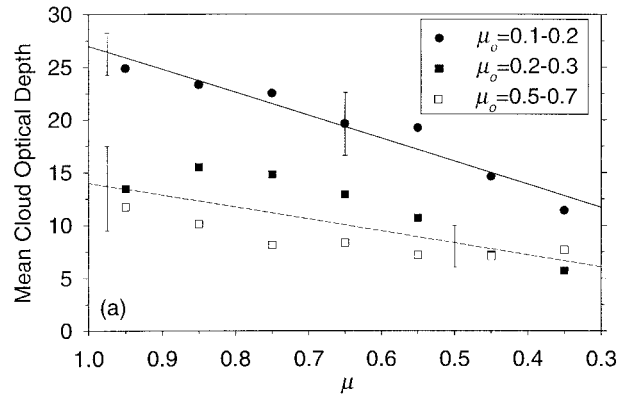 30
25
20
15
10
5
0
Mean Cloud Optical Depth
μₒ=0.1-0.2
μₒ=0.2-0.3
μₒ=0.5-0.7
(a)
1.0 0.9 0.8 0.7 0.6 0.5 0.4 0.3
μ